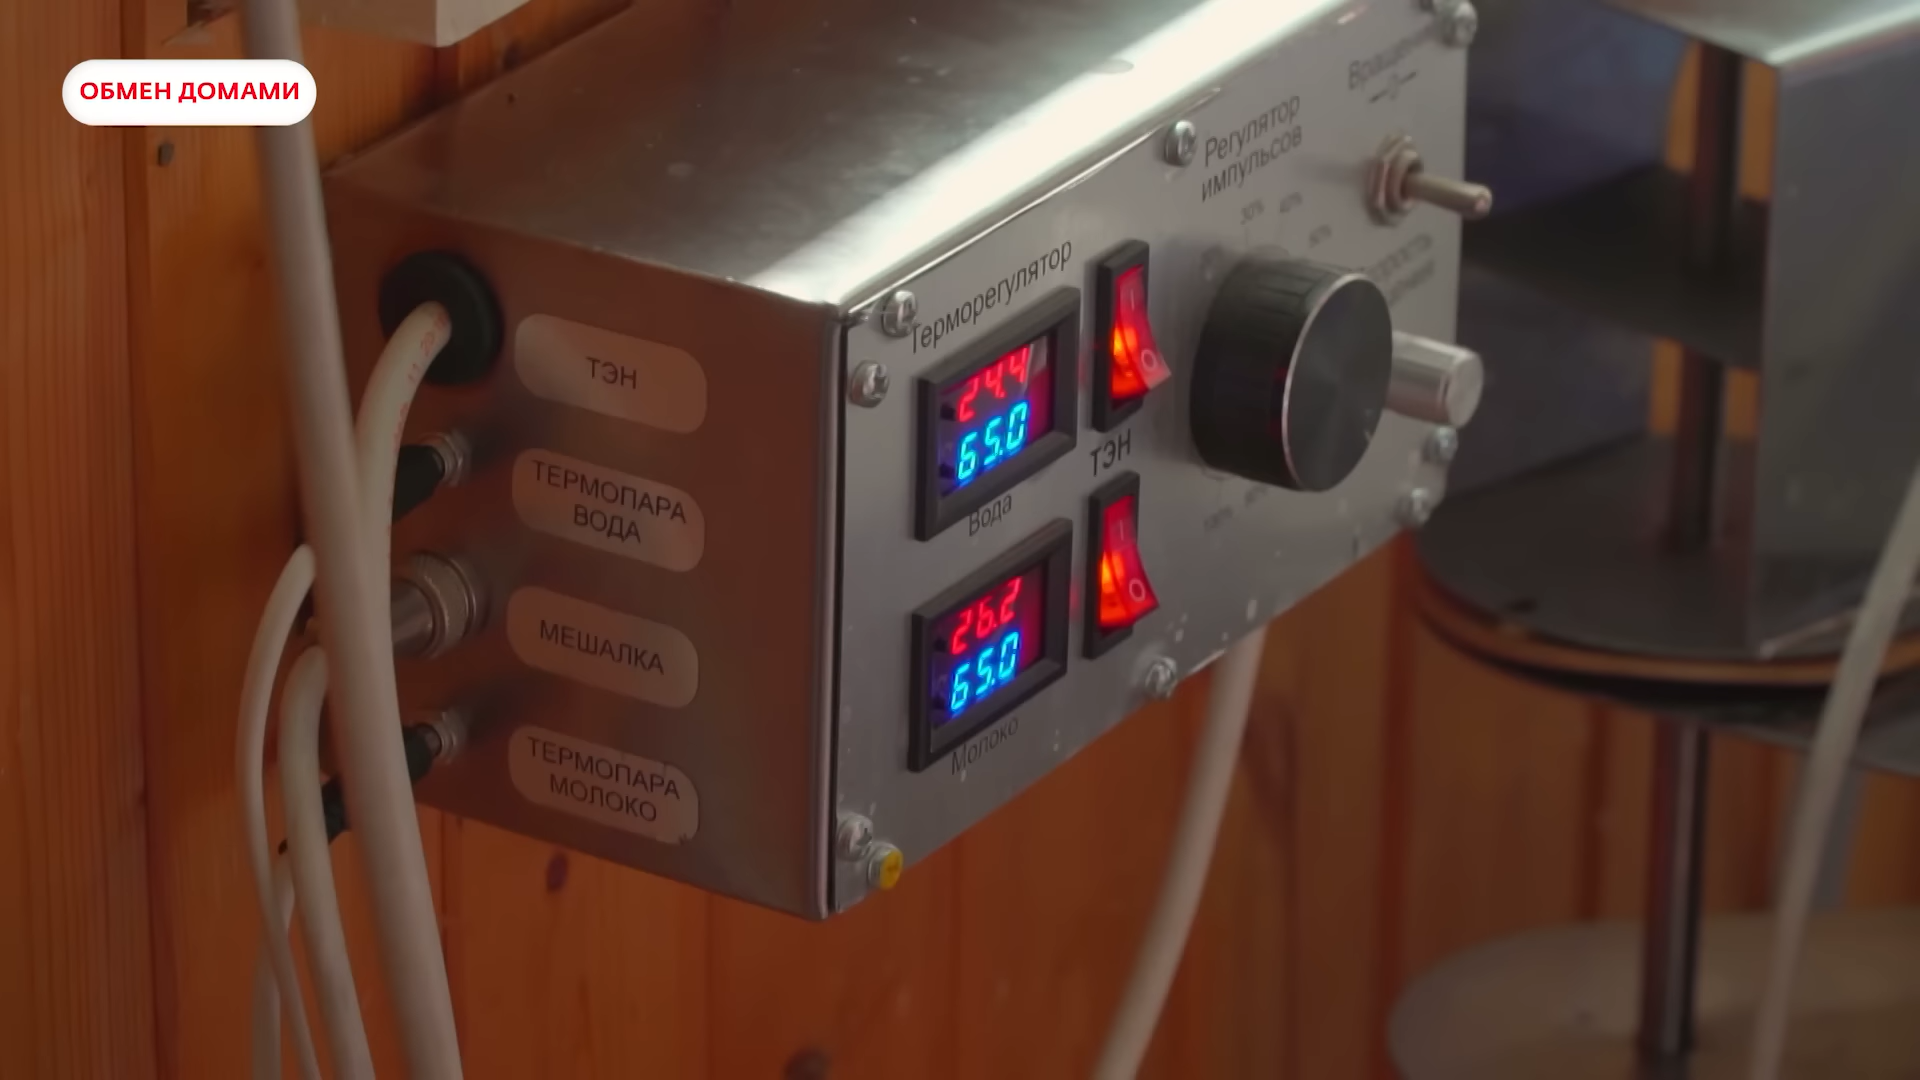 ОБМЕН ДОМАМИ
ТЭН
ТЕРМОПАРА
ВОДА
МЕШАЛКА
ТЕРМОПАРА
МОЛОКО
Терморегулятор
24.4
65.0
Вода
26.2
65.0
Молоко
ТЭН
Регулятор
импульсов
30%